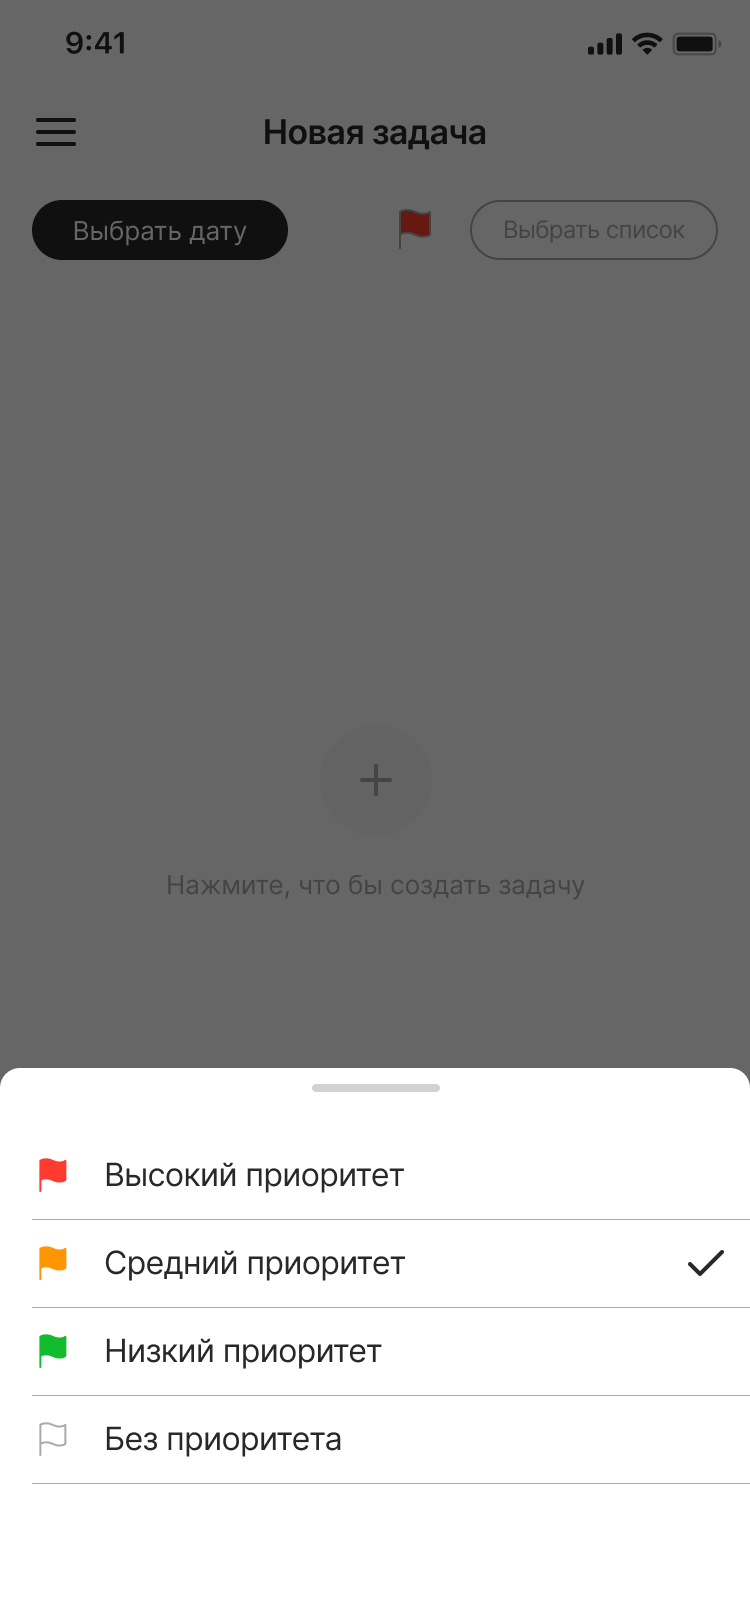 9:41
Новая задача
Выбрать дату
Выбрать список
Нажмите, что бы создать задачу
Высокий приоритет
Средний приоритет
Низкий приоритет
Без приоритета